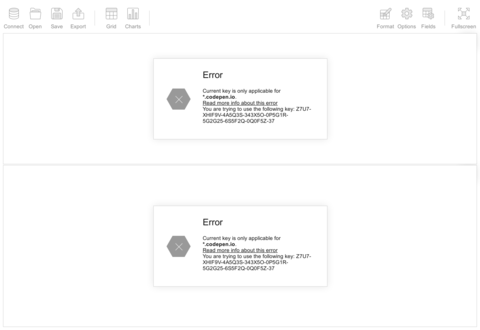 Connect Open Save Export Grid Charts Format Options Fields Fullscreen
Error
Current key is only applicable for
*.codepen.io.
Read more info about this error
You are trying to use the following key: Z7U7-
XHIF9V-4A5Q3S-343X5O-0P5G1R-
5G2G25-6S5F2Q-0Q0F5Z-37
Error
Current key is only applicable for
*.codepen.io.
Read more info about this error
You are trying to use the following key: Z7U7-
XHIF9V-4A5Q3S-343X5O-0P5G1R-
5G2G25-6S5F2Q-0Q0F5Z-37